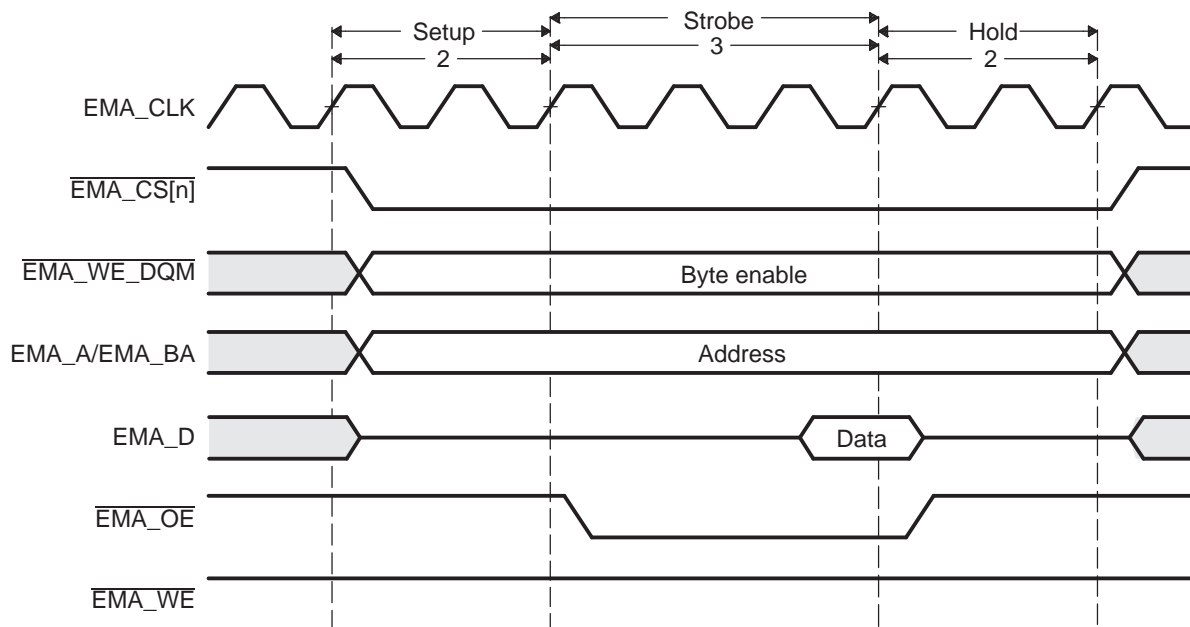 Setup
Strobe
Hold
2
3
2
EMA_CLK
EMA_CS[n]
EMA_WE_DQM
Byte enable
EMA_A/EMA_BA
Address
EMA_D
Data
EMA_OE
EMA_WE